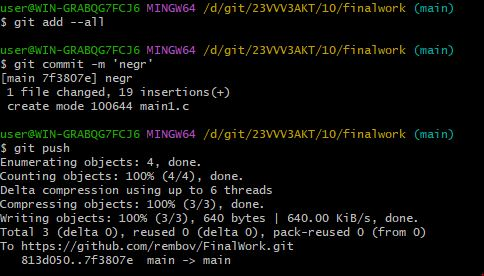 user@WIN-GRABQG7FCJ6 MINGW64 /d/git/23VVV3AKT/10/finalwork (main)
$ git add --all
user@WIN-GRABQG7FCJ6 MINGW64 /d/git/23VVV3AKT/10/finalwork (main)
$ git commit -m 'negr'
[main 7f3807e] negr
1 file changed, 19 insertions(+)
create mode 100644 main1.c
user@WIN-GRABQG7FCJ6 MINGW64 /d/git/23VVV3AKT/10/finalwork (main)
$ git push
Enumerating objects: 4, done.
Counting objects: 100% (4/4), done.
Delta compression using up to 6 threads
Compressing objects: 100% (3/3), done.
Writing objects: 100% (3/3), 640 bytes | 640.00 KiB/s, done.
Total 3 (delta 0), reused 0 (delta 0), pack-reused 0 (from 0)
To https://github.com/rembov/FinalWork.git
813d050..7f3807e main -> main